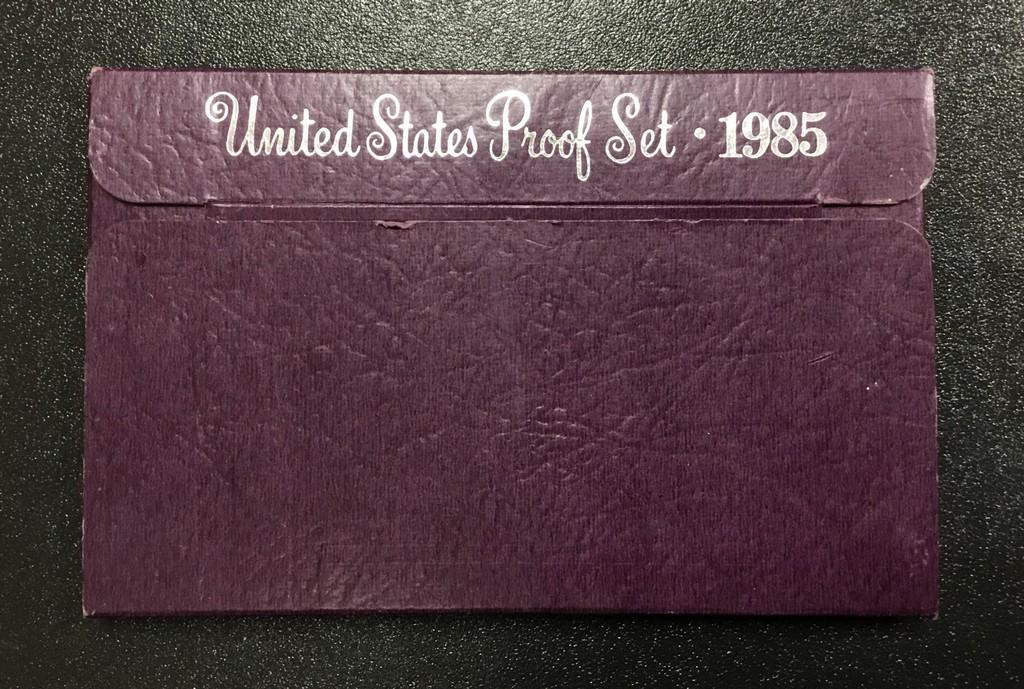 United States Proof Set · 1985